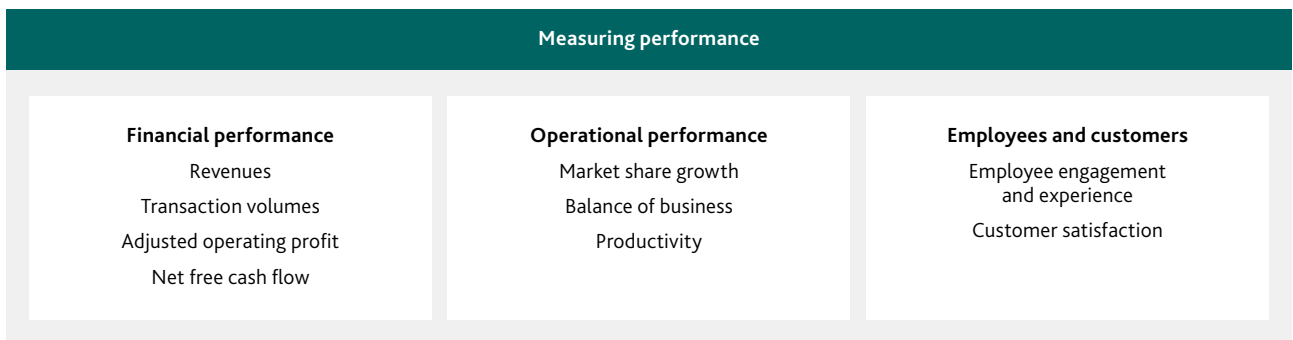 Measuring performance
Financial performance
Revenues
Transaction volumes
Adjusted operating profit
Net free cash flow
Operational performance
Market share growth
Balance of business
Productivity
Employees and customers
Employee engagement
and experience
Customer satisfaction